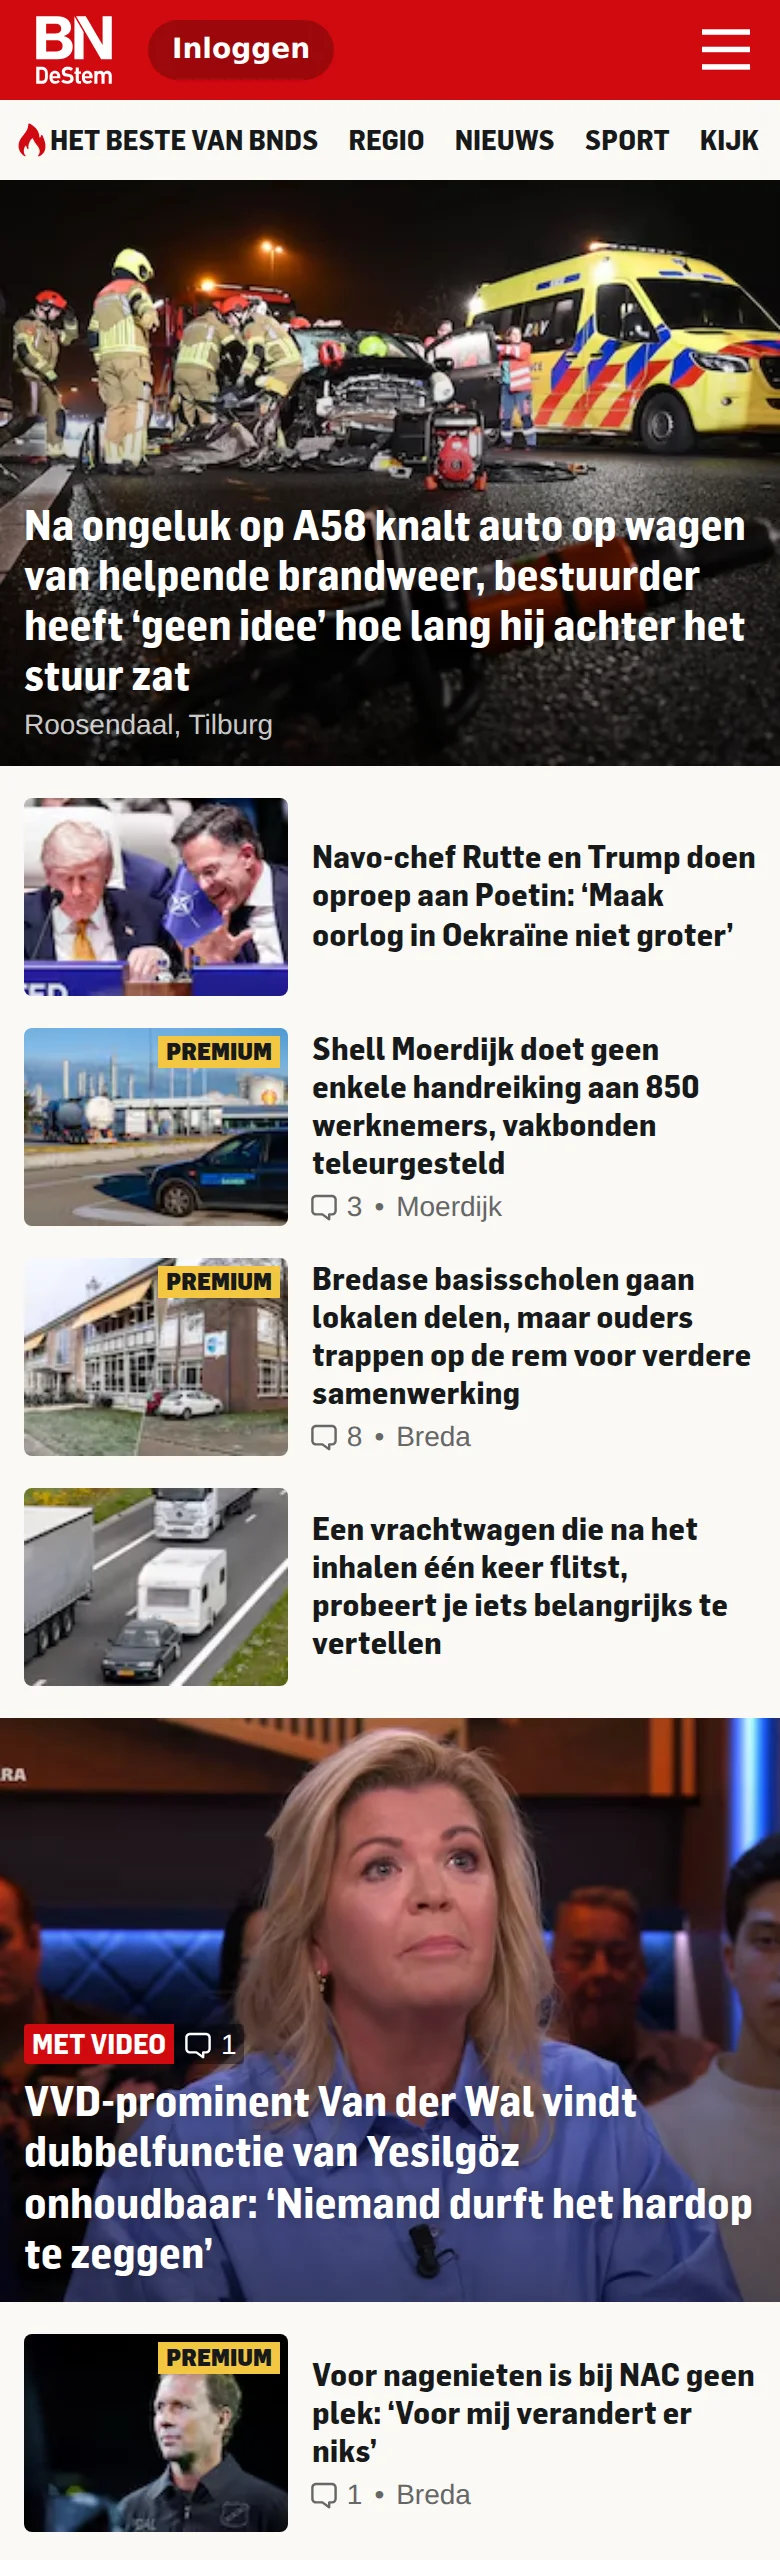 BN
DeStem
Inloggen
HET BESTE VAN BNDS REGIO NIEUWS SPORT KIJK
Na ongeluk op A58 knalt auto op wagen
van helpende brandweer, bestuurder
heeft ‘geen idee’ hoe lang hij achter het
stuur zat
Roosendaal, Tilburg
Navo-chef Rutte en Trump doen
oproep aan Poetin: ‘Maak
oorlog in Oekraïne niet groter’
PREMIUM
Shell Moerdijk doet geen
enkele handreiking aan 850
werknemers, vakbonden
teleurgesteld
3 • Moerdijk
PREMIUM
Bredase basisscholen gaan
lokalen delen, maar ouders
trappen op de rem voor verdere
samenwerking
8 • Breda
Een vrachtwagen die na het
inhalen één keer flitst,
probeert je iets belangrijks te
vertellen
RA
MET VIDEO 1
VVD-prominent Van der Wal vindt
dubbelfunctie van Yesilgöz
onhoudbaar: ‘Niemand durft het hardop
te zeggen’
PREMIUM
Voor nagenieten is bij NAC geen
plek: ‘Voor mij verandert er
niks’
1 • Breda